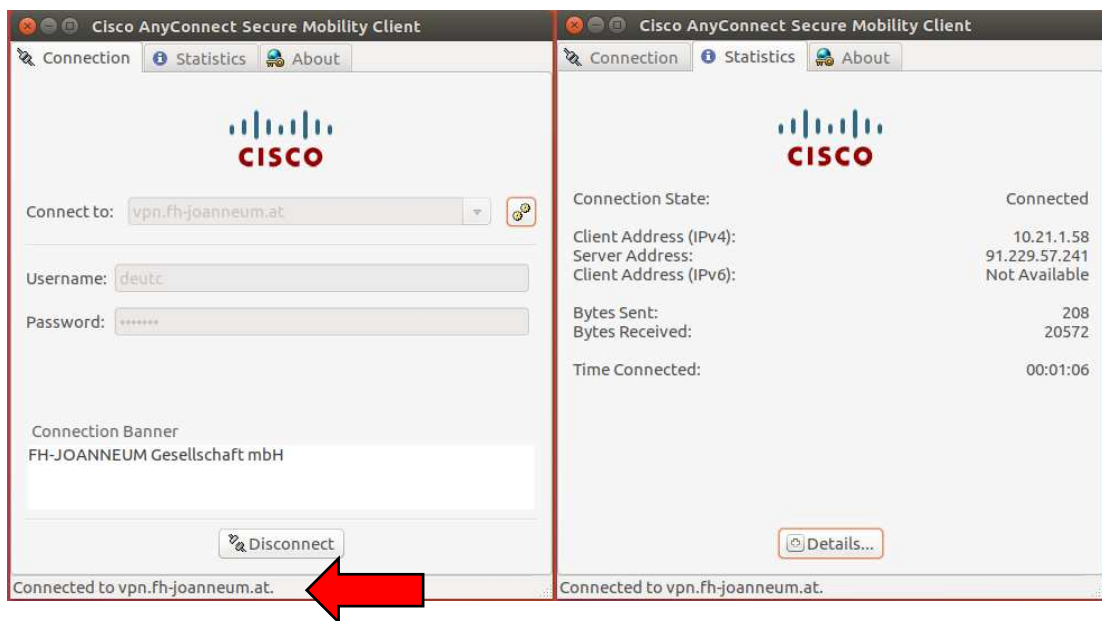 Cisco AnyConnect Secure Mobility Client
Connection Statistics About
CISCO
Connect to: vpn.fh-joanneum.at
Username: deutc
Password: •••••••
Connection Banner
FH-JOANNEUM Gesellschaft mbH
Disconnect
Connected to vpn.fh-joanneum.at.
Cisco AnyConnect Secure Mobility Client
Connection Statistics About
CISCO
Connection State: Connected
Client Address (IPv4): 10.21.1.58
Server Address: 91.229.57.241
Client Address (IPv6): Not Available
Bytes Sent: 208
Bytes Received: 20572
Time Connected: 00:01:06
Details...
Connected to vpn.fh-joanneum.at.